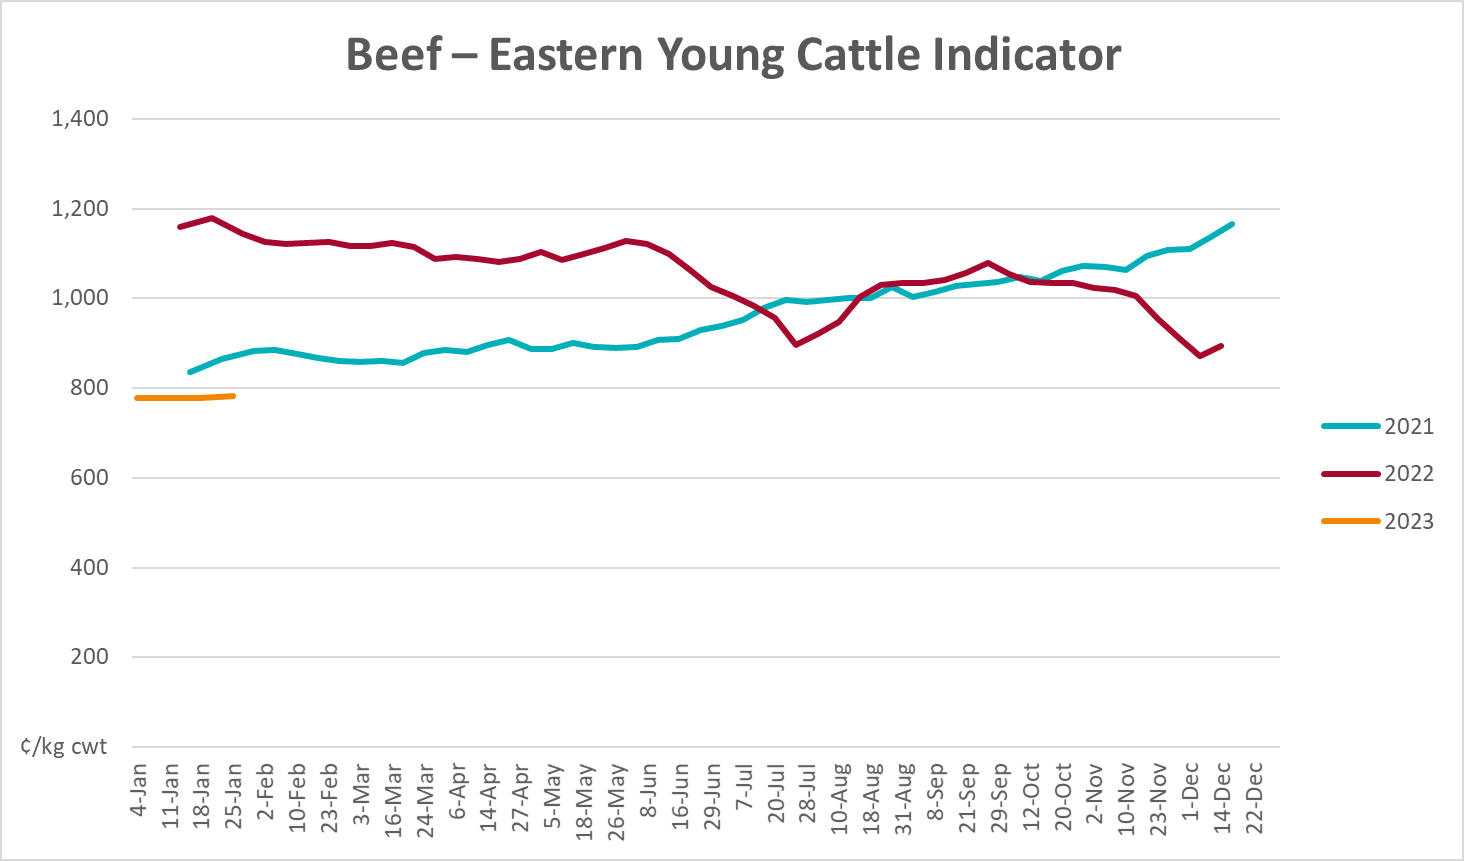 Beef – Eastern Young Cattle Indicator
1,400
1,200
1,000
800
600
400
200
¢/kg cwt
4-Jan
11-Jan
18-Jan
25-Jan
2-Feb
10-Feb
23-Feb
3-Mar
16-Mar
24-Mar
6-Apr
14-Apr
27-Apr
5-May
18-May
26-May
8-Jun
16-Jun
29-Jun
7-Jul
20-Jul
28-Jul
10-Aug
18-Aug
31-Aug
8-Sep
21-Sep
29-Sep
12-Oct
20-Oct
2-Nov
10-Nov
23-Nov
1-Dec
14-Dec
22-Dec
2021
2022
2023